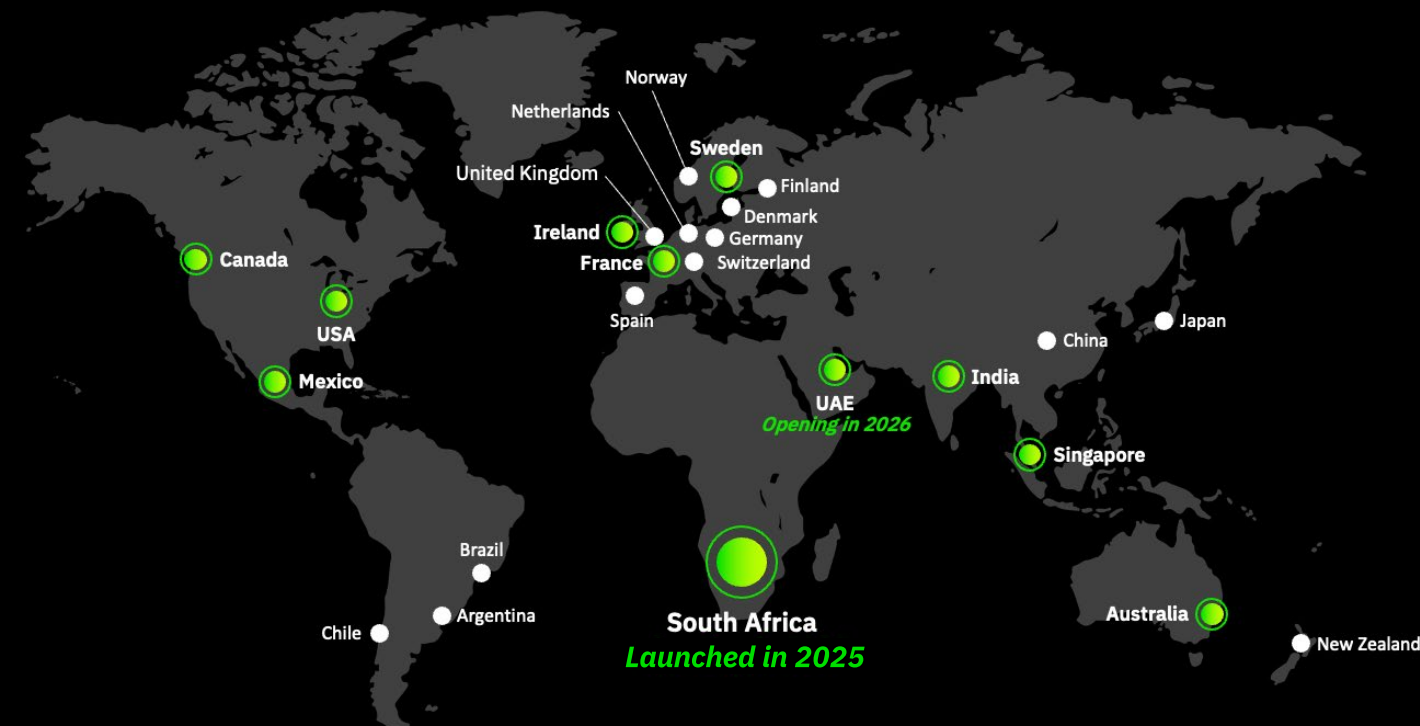 Norway
Netherlands
Sweden
United Kingdom
Finland
Denmark
Ireland
Germany
Canada
France
Switzerland
Spain
USA
Japan
China
Mexico
India
UAE
Opening in 2026
Singapore
Brazil
Argentina
Australia
South Africa
Chile
New Zealand
Launched in 2025